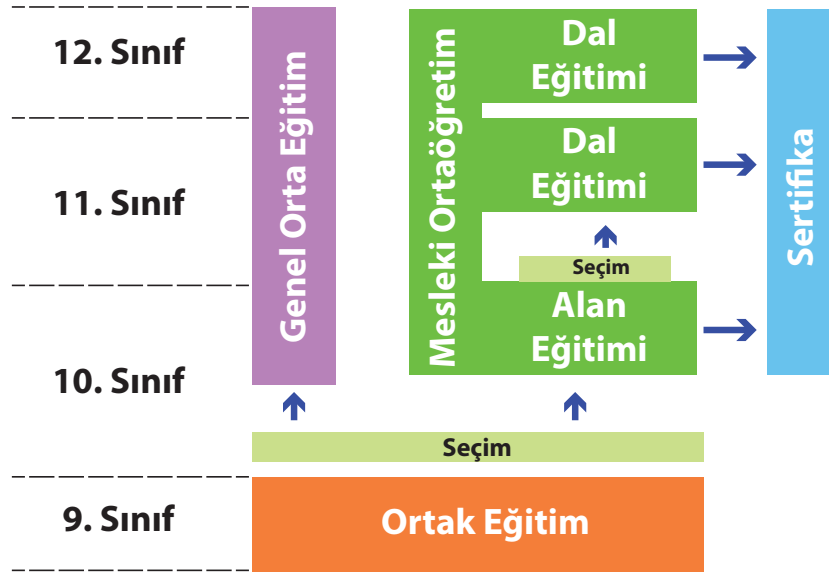 12. Sınıf
11. Sınıf
10. Sınıf
9. Sınıf
Genel Orta Eğitim
Mesleki Ortaöğretim
Dal
Eğitimi
Dal
Eğitimi
Seçim
Alan
Eğitimi
Sertifika
Seçim
Ortak Eğitim